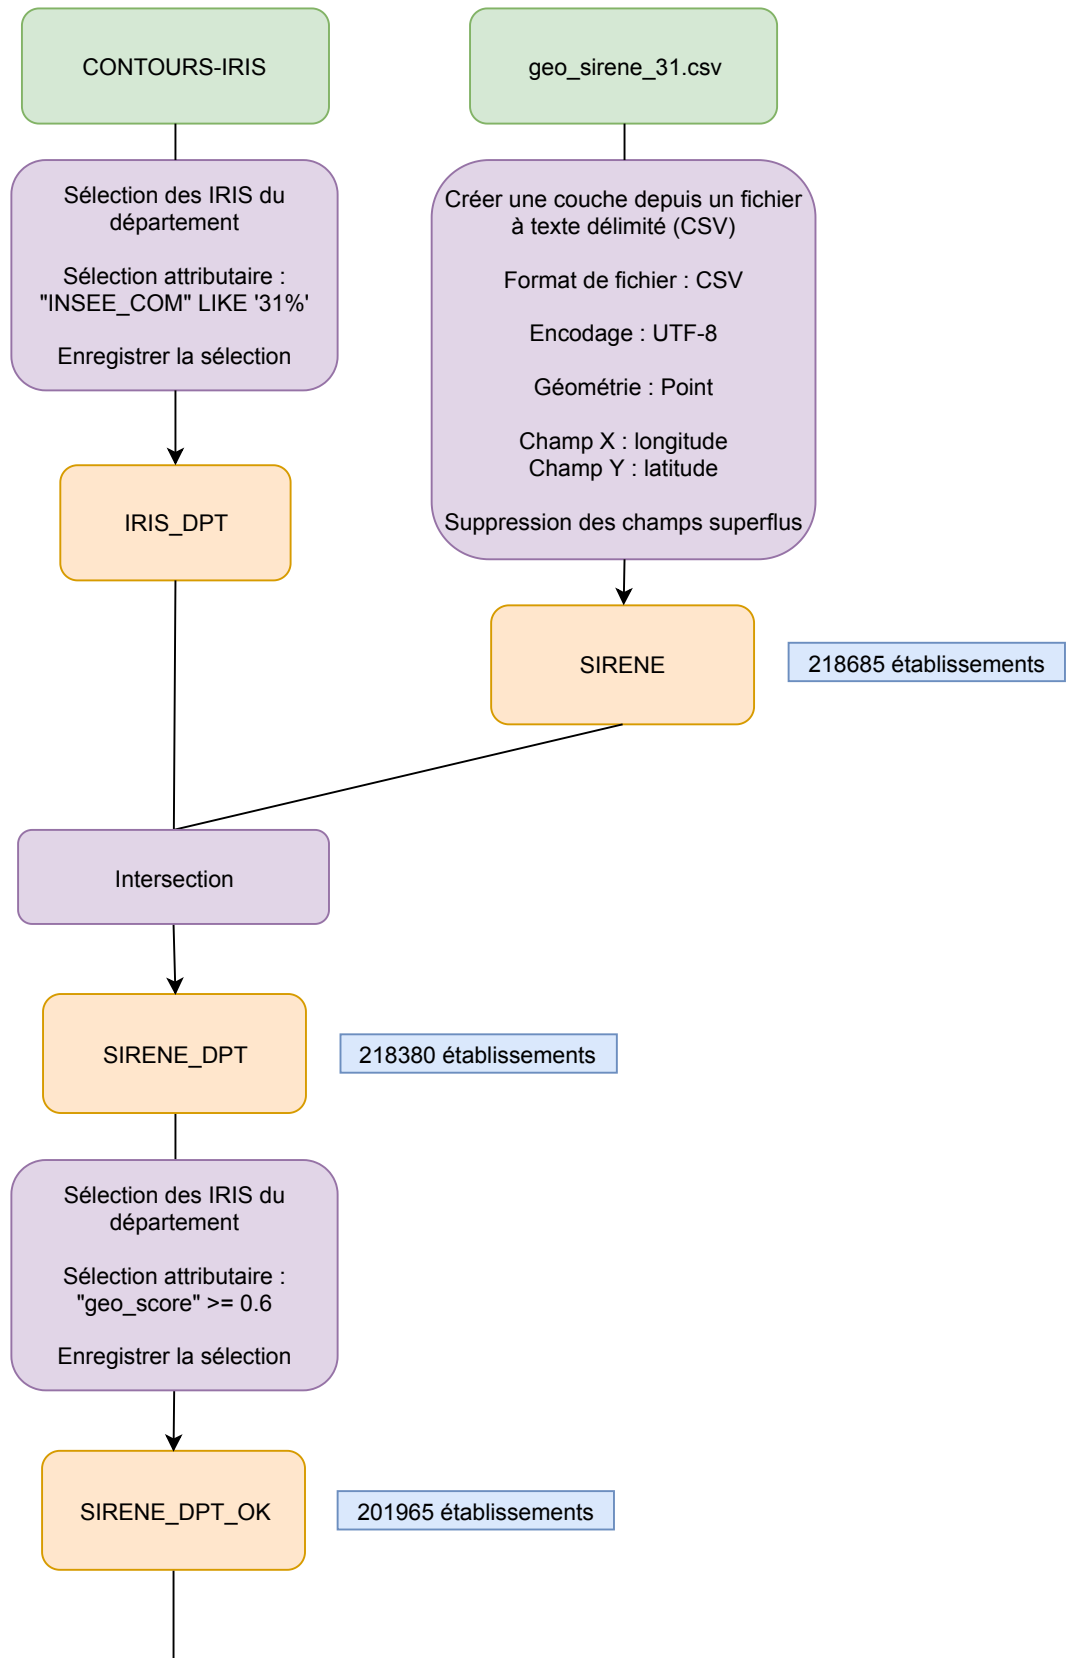 CONTOURS-IRIS
geo_sirene_31.csv
Sélection des IRIS du
département
Sélection attributaire :
"INSEE_COM" LIKE '31%'
Enregistrer la sélection
Créer une couche depuis un fichier
à texte délimité (CSV)
Format de fichier : CSV
Encodage : UTF-8
Géométrie : Point
Champ X : longitude
Champ Y : latitude
Suppression des champs superflus
IRIS_DPT
SIRENE
218685 établissements
Intersection
SIRENE_DPT
218380 établissements
Sélection des IRIS du
département
Sélection attributaire :
"geo_score" >= 0.6
Enregistrer la sélection
SIRENE_DPT_OK
201965 établissements